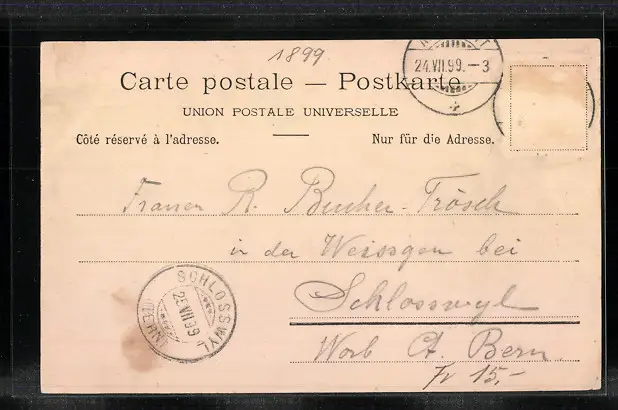 1899
24.VII.99.-3
Carte postale — Postkarte
UNION POSTALE UNIVERSELLE
Côté réservé à l'adresse.
Nur für die Adresse.
R. Bucher-Trösch
in der Weissgen bei
SCHLOSSWYL
25.VII.99
Schlosswyl
Worb Ct. Bern
Fr 15.-